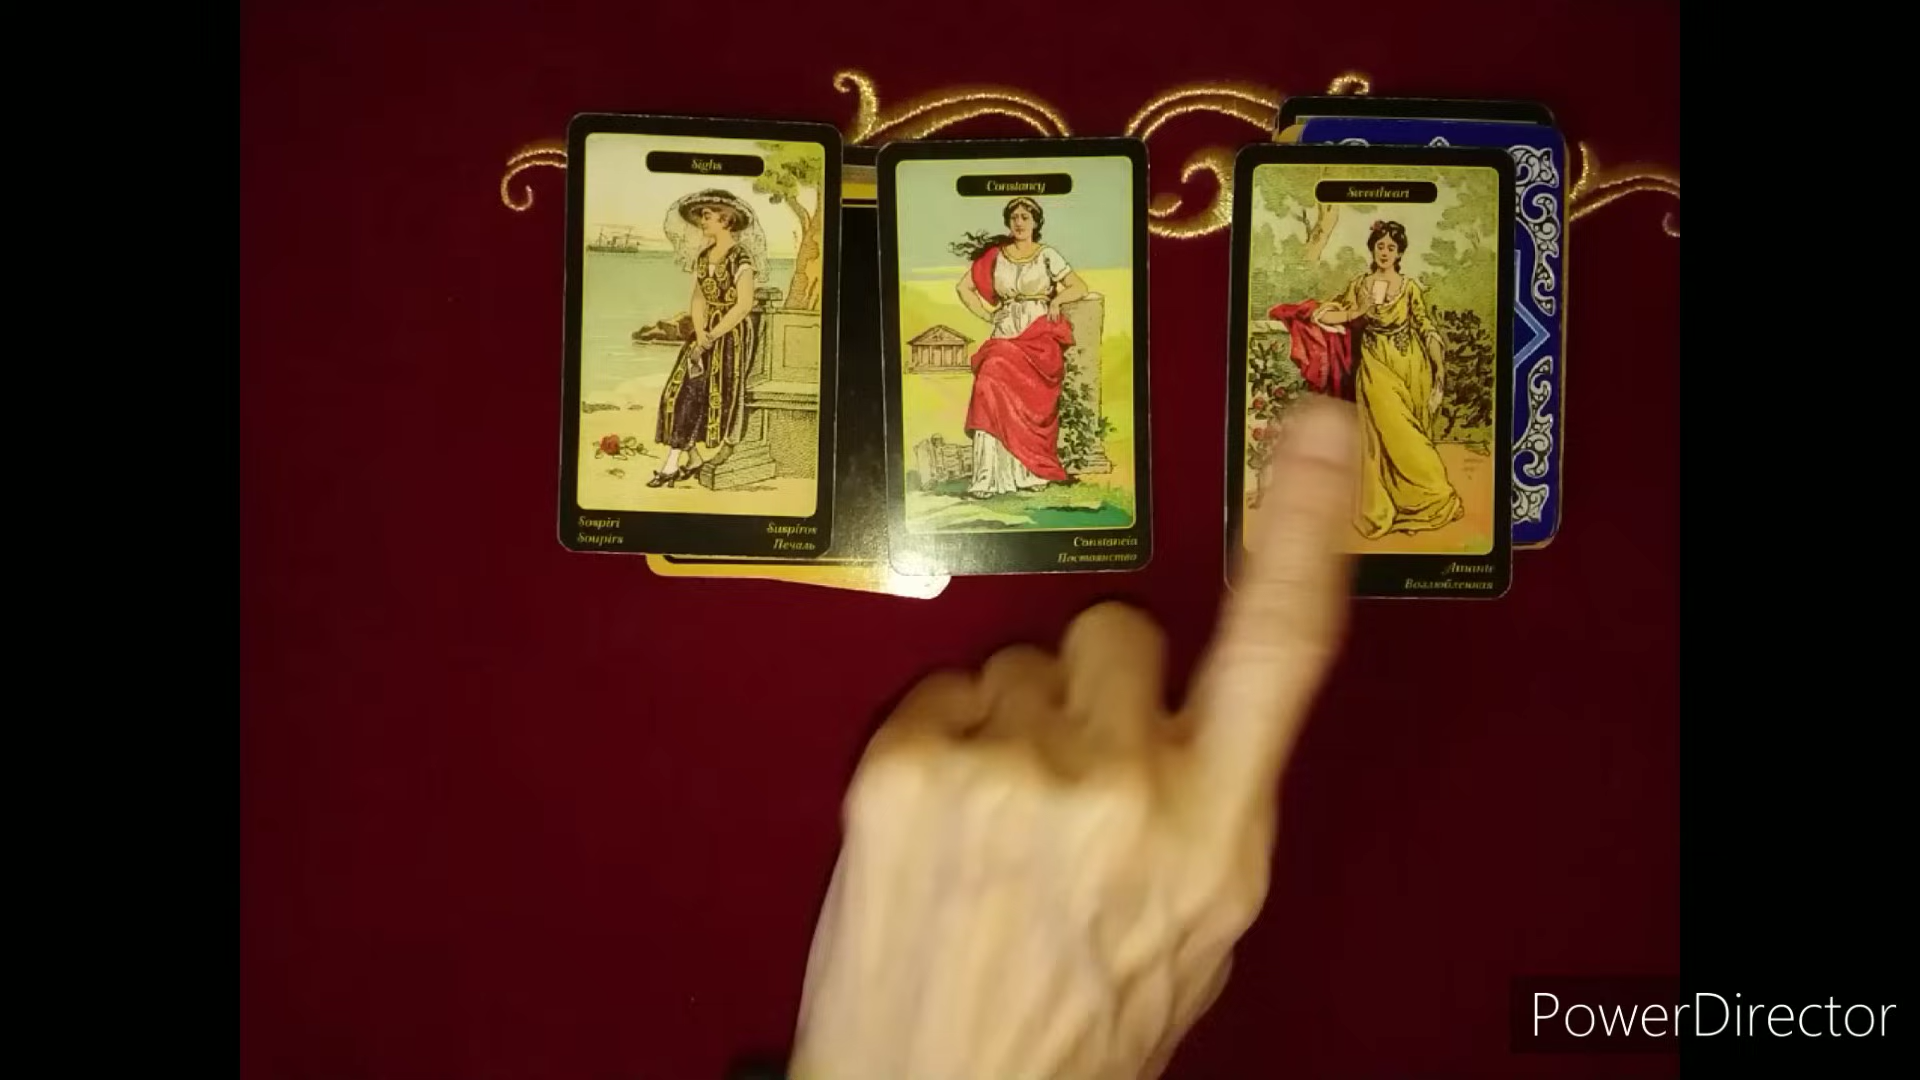 Sighs
Constancy
Sweetheart
Sospiri
Suspiros
Soupirs
Печаль
Constancia
Постоянство
Amante
Возлюбленная
PowerDirector